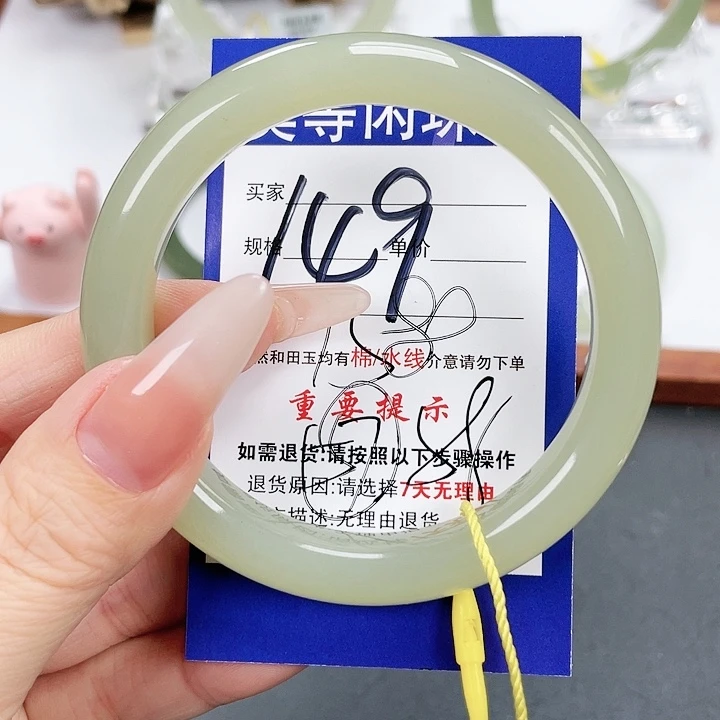 等闲珠
买家
149
规格 单价
然和田玉均有棉/水线介意请勿下单
重要提示
如需退货:请按照以下步骤操作
退货原因:请选择7天无理由
描述:无理由退货